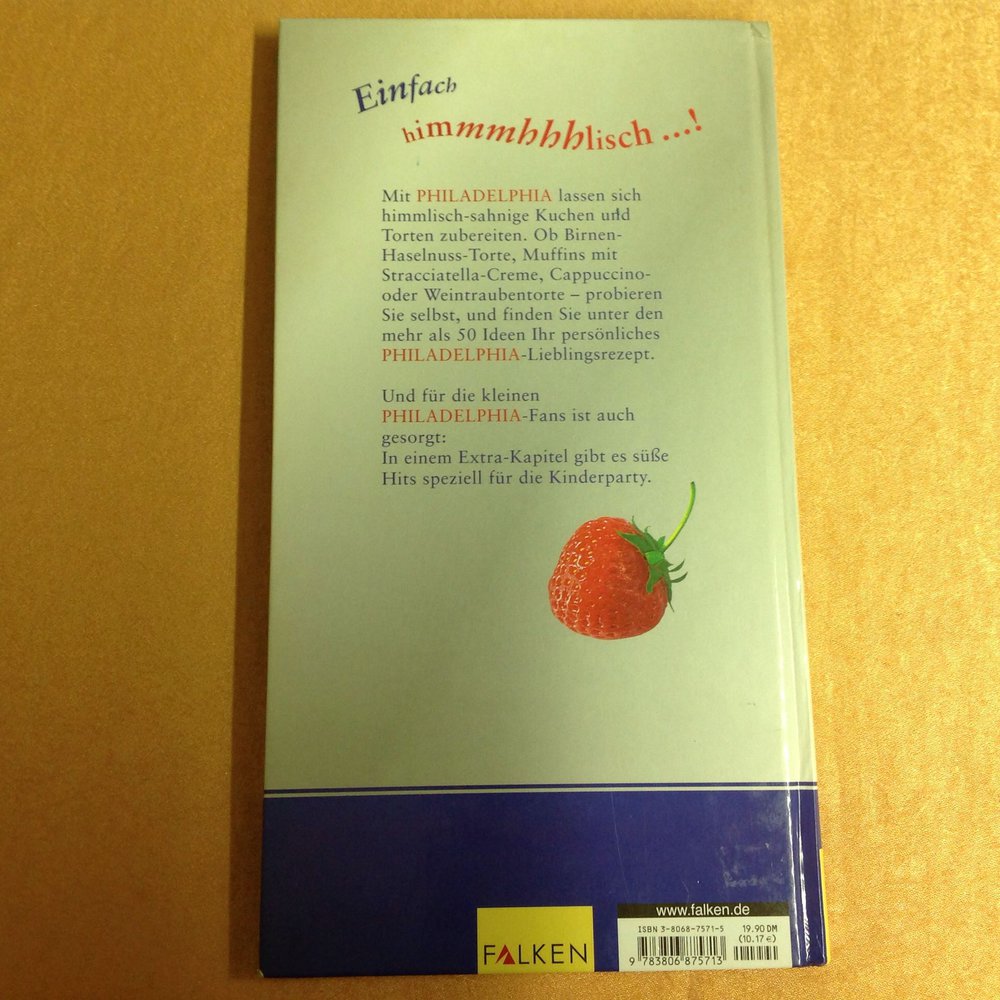 Einfach
himmmmhhhlisch ...!
Mit PHILADELPHIA lassen sich
himmlisch-sahnige Kuchen und
Torten zubereiten. Ob Birnen-
Haselnuss-Torte, Muffins mit
Stracciatella-Creme, Cappuccino-
oder Weintraubentorte – probieren
Sie selbst, und finden Sie unter den
mehr als 50 Ideen Ihr persönliches
PHILADELPHIA-Lieblingsrezept.
Und für die kleinen
PHILADELPHIA-Fans ist auch
gesorgt:
In einem Extra-Kapitel gibt es süße
Hits speziell für die Kinderparty.
FALKEN
www.falken.de
ISBN 3-8068-7571-5 19.90 DM
(10.17 €)
9 783806 875713